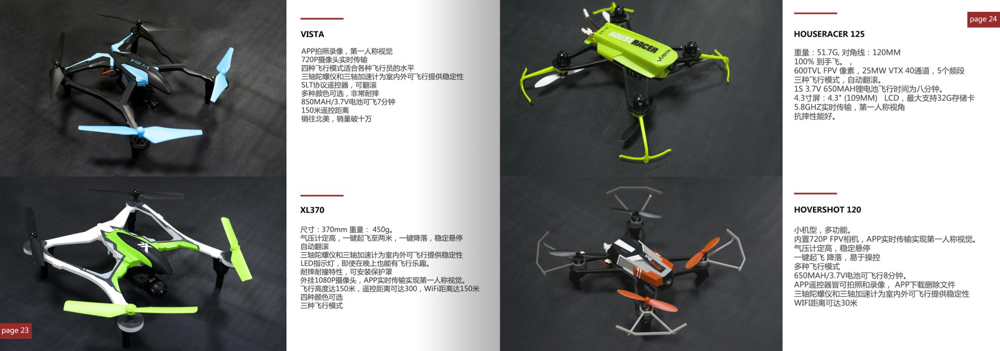 VISTA
VISTA
APP拍照录像，第一人称视觉
720P摄像头实时传输
四种飞行模式适合各种飞行员的水平
三轴陀螺仪和三轴加速计为室内外可飞行提供稳定性
SLT协议遥控器，可翻滚
多种颜色可选，非常耐摔
850MAH/3.7V电池可飞7分钟
150米遥控距离
销往北美，销量破十万
XL370
尺寸：370mm 重量： 450g。
气压计定高，一键起飞至两米，一键降落，稳定悬停
自动翻滚
三轴陀螺仪和三轴加速计为室内外可飞行提供稳定性
LED指示灯，即使在晚上也能有飞行乐趣。
耐摔耐撞特性，可安装保护罩
外挂1080P摄像头，APP实时传输实现第一人称视觉。
飞行高度达150米，遥控距离可达300，WiFi距离达150米
四种颜色可选
三种飞行模式
page 23
RISE
HOUSERACER
VUSION
CE
page 24
HOUSERACER 125
重量：51.7G, 对角线：120MM
100% 到手飞。，
600TVL FPV 像素，25MW VTX 40通道，5个频段
三种飞行模式，自动翻滚。
1S 3.7V 650MAH锂电池飞行时间为八分钟。
4.3寸屏：4.3" (109MM) LCD，最大支持32G存储卡
5.8GHZ实时传输，第一人称视角
抗摔性能好。
HoverShot
HOVERSHOT 120
小机型，多功能。
内置720P FPV相机，APP实时传输实现第一人称视觉。
气压计定高，稳定悬停
一键起飞 降落，易于操控
多种飞行模式
650MAH/3.7V电池可飞行8分钟。
APP遥控器皆可拍照和录像， APP下载删除文件
三轴陀螺仪和三轴加速计为室内外可飞行提供稳定性
WIFI距离可达30米